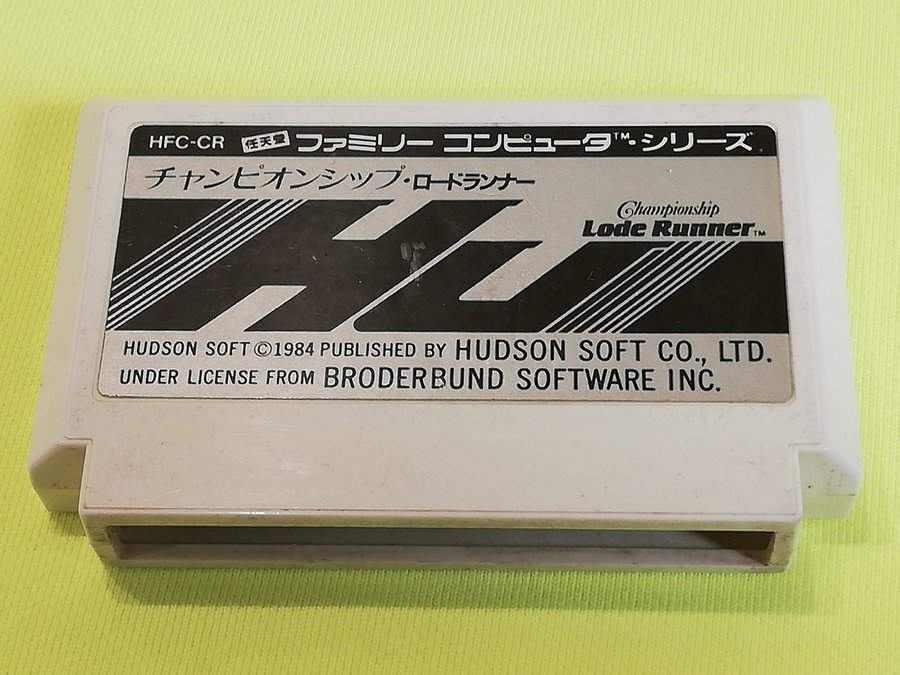 HFC-CR 任天堂 ファミリー コンピュータ™・シリーズ
チャンピオンシップ・ロードランナー
HU
Championship
Lode Runner™
HUDSON SOFT ©1984 PUBLISHED BY HUDSON SOFT CO., LTD.
UNDER LICENSE FROM BRODERBUND SOFTWARE INC.